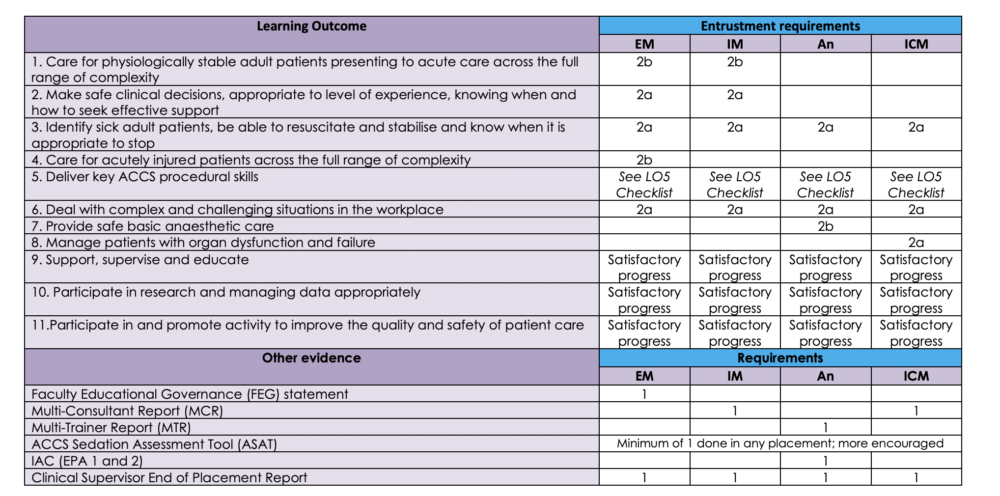 Learning Outcome
Entrustment requirements
EM IM An ICM
1. Care for physiologically stable adult patients presenting to acute care across the full
range of complexity
2b 2b
2. Make safe clinical decisions, appropriate to level of experience, knowing when and
how to seek effective support
2a 2a
3. Identify sick adult patients, be able to resuscitate and stabilise and know when it is
appropriate to stop
2a 2a 2a 2a
4. Care for acutely injured patients across the full range of complexity
2b
5. Deliver key ACCS procedural skills
See LO5 See LO5 See LO5 See LO5
Checklist Checklist Checklist Checklist
6. Deal with complex and challenging situations in the workplace
2a 2a 2a 2a
7. Provide safe basic anaesthetic care
2b
8. Manage patients with organ dysfunction and failure
2a
9. Support, supervise and educate
Satisfactory Satisfactory Satisfactory Satisfactory
progress progress progress progress
10. Participate in research and managing data appropriately
Satisfactory Satisfactory Satisfactory Satisfactory
progress progress progress progress
11.Participate in and promote activity to improve the quality and safety of patient care
Satisfactory Satisfactory Satisfactory Satisfactory
progress progress progress progress
Other evidence
Requirements
EM IM An ICM
Faculty Educational Governance (FEG) statement
1
Multi-Consultant Report (MCR)
1 1
Multi-Trainer Report (MTR)
1
ACCS Sedation Assessment Tool (ASAT)
Minimum of 1 done in any placement; more encouraged
IAC (EPA 1 and 2)
1
Clinical Supervisor End of Placement Report
1 1 1 1